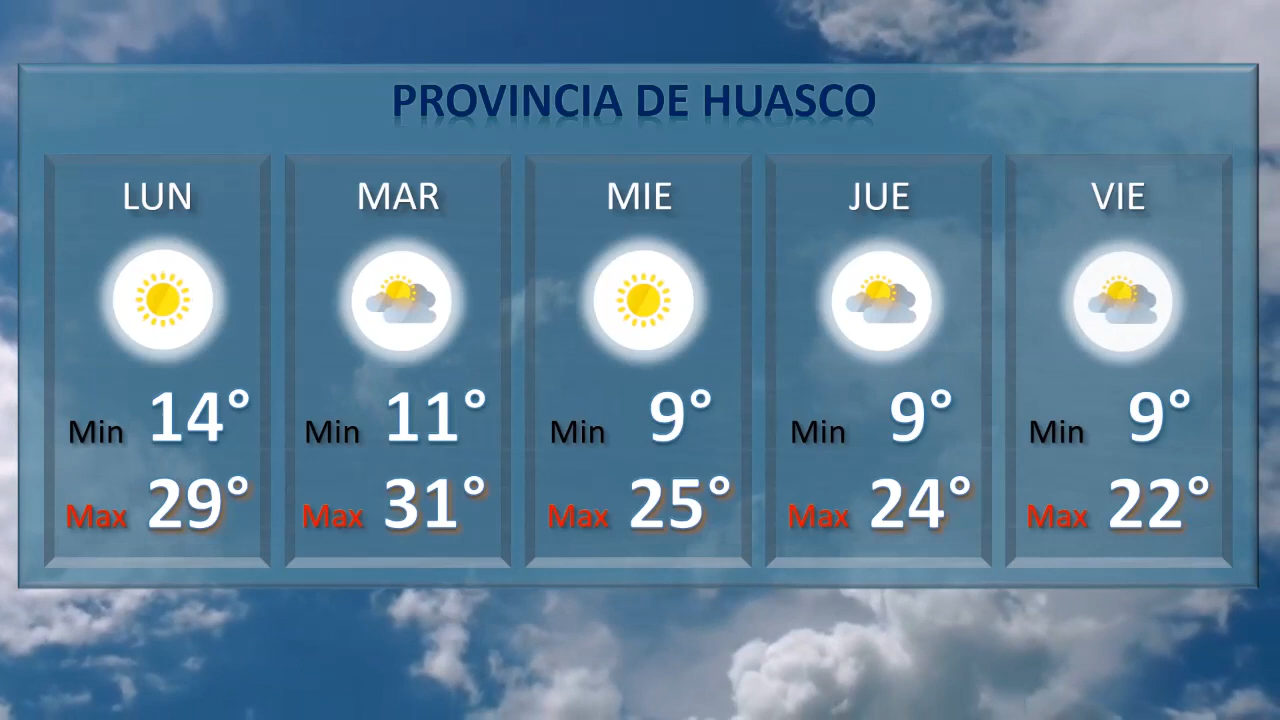 PROVINCIA DE HUASCO
LUN
MAR
MIE
JUE
VIE
Min 14°
Min 11°
Min 9°
Min 9°
Min 9°
Max 29°
Max 31°
Max 25°
Max 24°
Max 22°